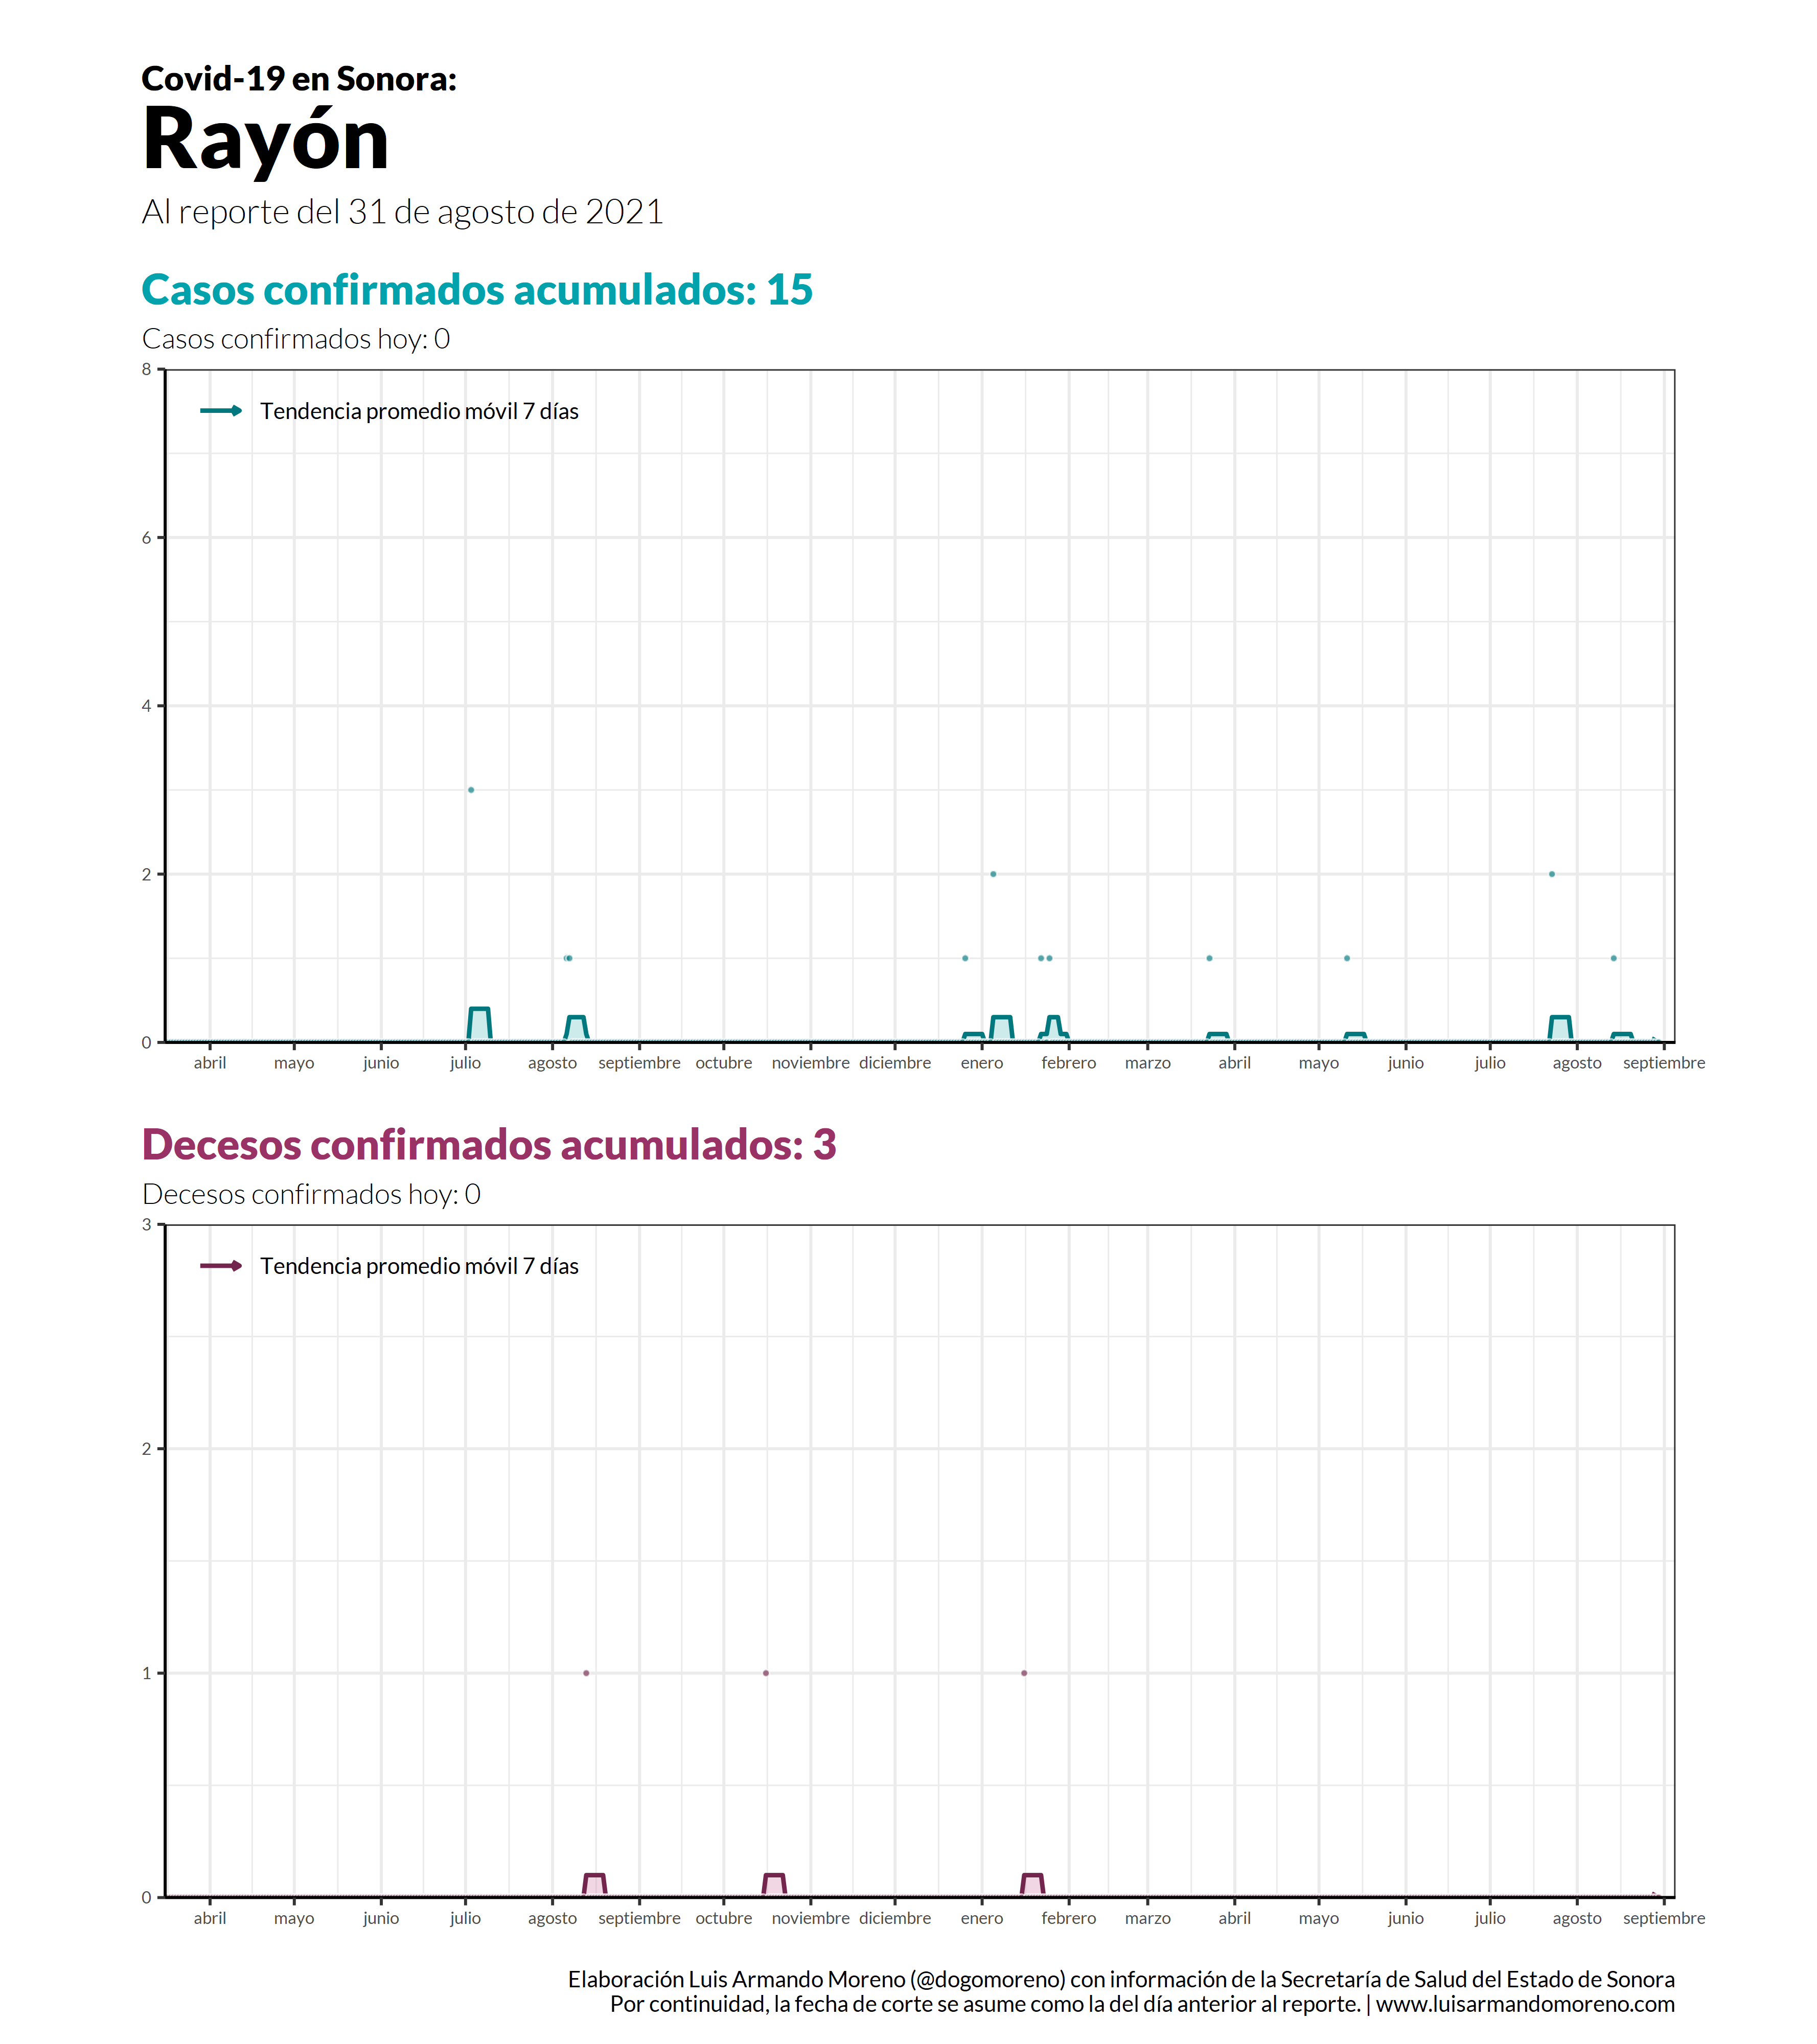 Covid-19 en Sonora:
Rayón
Al reporte del 31 de agosto de 2021
Casos confirmados acumulados: 15
Casos confirmados hoy: 0
8
Tendencia promedio móvil 7 días
6
4
2
0
abril mayo junio julio agosto septiembre octubre noviembre diciembre enero febrero marzo abril mayo junio julio agosto septiembre
Decesos confirmados acumulados: 3
Decesos confirmados hoy: 0
3
Tendencia promedio móvil 7 días
2
1
0
abril mayo junio julio agosto septiembre octubre noviembre diciembre enero febrero marzo abril mayo junio julio agosto septiembre
Elaboración Luis Armando Moreno (@dogomoreno) con información de la Secretaría de Salud del Estado de Sonora
Por continuidad, la fecha de corte se asume como la del día anterior al reporte. | www.luisarmandomoreno.com